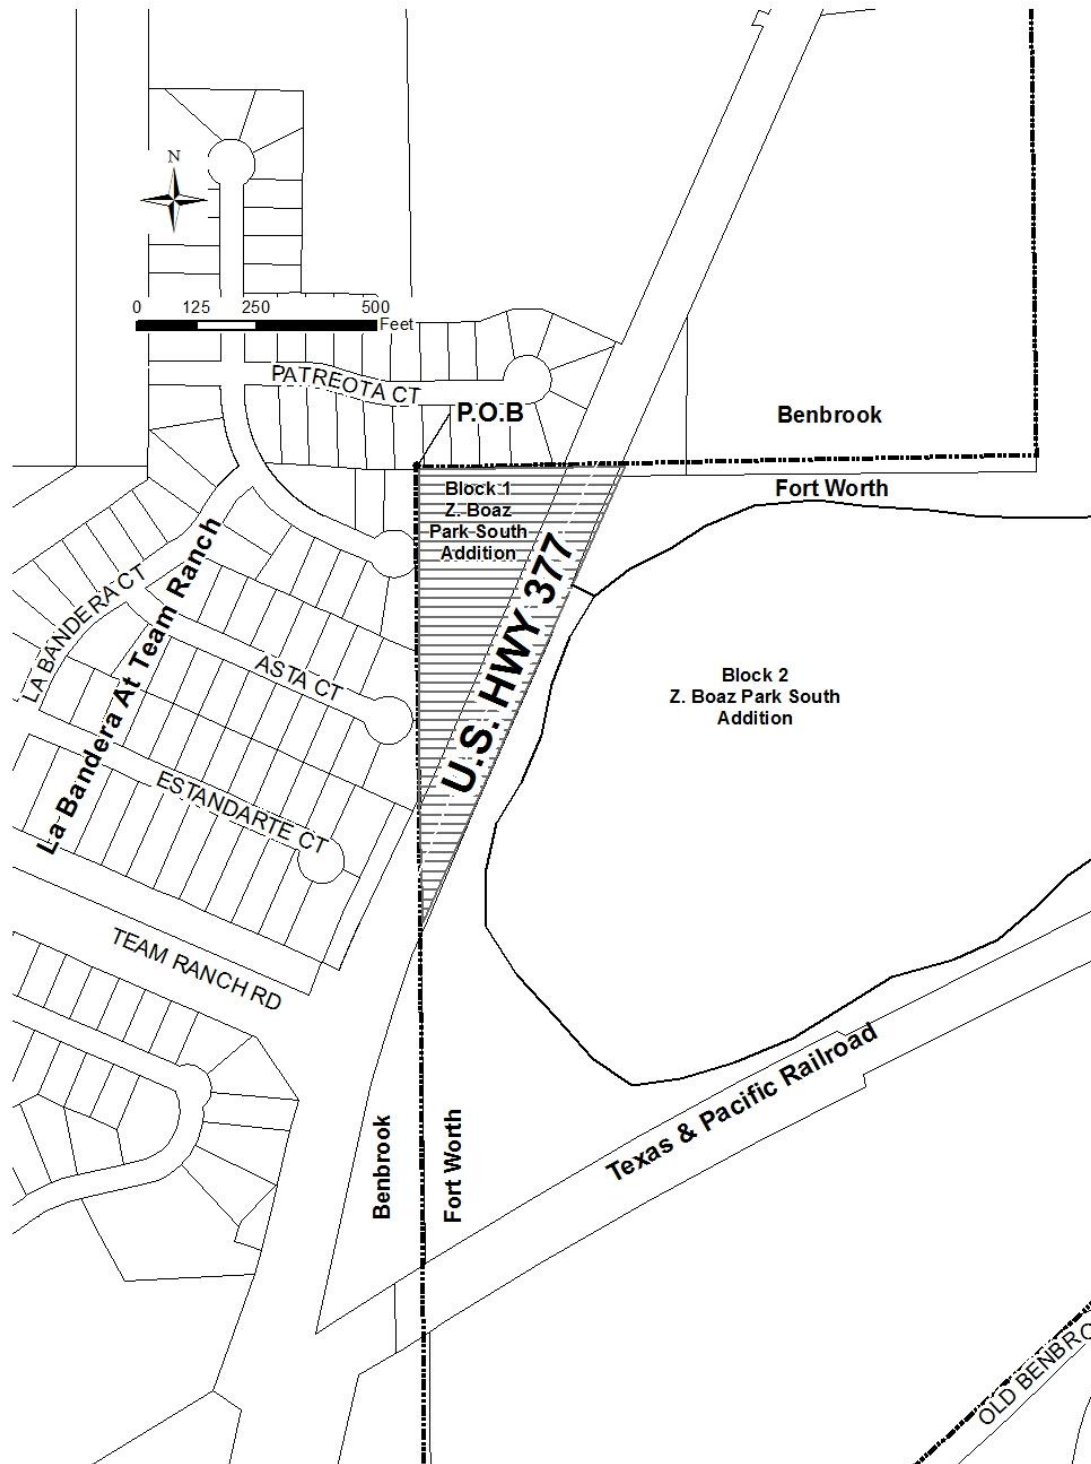 N
0 125 250 500
Feet
PATREOTA CT
P.O.B
Benbrook
Fort Worth
Block 1
Z. Boaz
Park South
Addition
U.S. HWY 377
LA BANDERA CT
La Bandera At Team Ranch
ASTA CT
ESTANDARTE CT
Block 2
Z. Boaz Park South
Addition
TEAM RANCH RD
Texas & Pacific Railroad
Benbrook
Fort Worth
OLD BENBRO